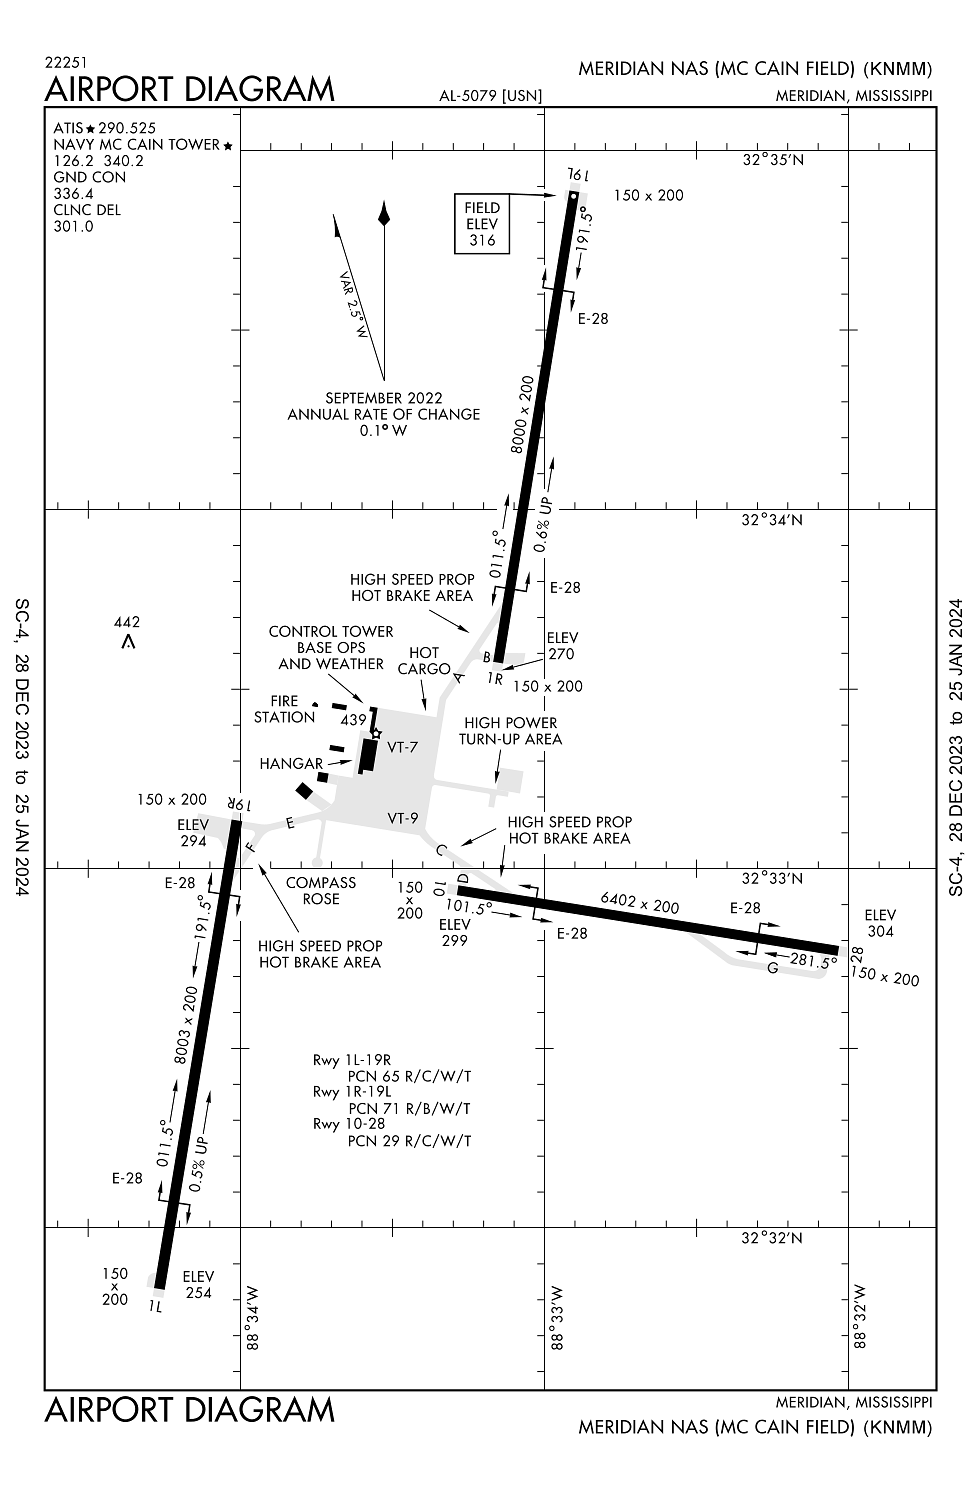 22251
AIRPORT DIAGRAM
AL-5079 [USN]
MERIDIAN NAS (MC CAIN FIELD) (KNMM)
MERIDIAN, MISSISSIPPI
ATIS★290.525
NAVY MC CAIN TOWER★
126.2 340.2
GND CON
336.4
CLNC DEL
301.0
32°35'N
19L
150 x 200
FIELD
ELEV
316
191.5°
VAR 2.5° W
E-28
SEPTEMBER 2022
ANNUAL RATE OF CHANGE
0.1° W
8000 x 200
32°34'N
0.6% UP
011.5°
HIGH SPEED PROP
HOT BRAKE AREA
E-28
442
CONTROL TOWER
BASE OPS
AND WEATHER
HOT
CARGO
A
B
1R
ELEV
270
150 x 200
FIRE
STATION
439
VT-7
HIGH POWER
TURN-UP AREA
HANGAR
150 x 200
19R
ELEV
294
E
F
VT-9
C
HIGH SPEED PROP
HOT BRAKE AREA
32°33'N
E-28
COMPASS
ROSE
150
x
200
10
D
101.5°
ELEV
299
E-28
6402 x 200
E-28
ELEV
304
28
281.5°
G
150 x 200
191.5°
HIGH SPEED PROP
HOT BRAKE AREA
8003 x 200
Rwy 1L-19R
PCN 65 R/C/W/T
Rwy 1R-19L
PCN 71 R/B/W/T
Rwy 10-28
PCN 29 R/C/W/T
011.5°
0.5% UP
E-28
32°32'N
150
x
200
ELEV
254
1L
88°34'W
88°33'W
88°32'W
SC-4, 28 DEC 2023 to 25 JAN 2024
SC-4, 28 DEC 2023 to 25 JAN 2024
AIRPORT DIAGRAM
MERIDIAN, MISSISSIPPI
MERIDIAN NAS (MC CAIN FIELD) (KNMM)